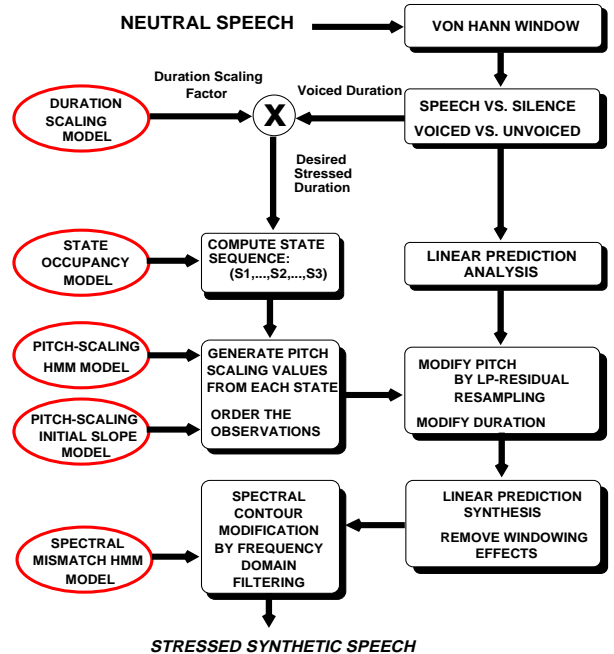 NEUTRAL SPEECH
VON HANN WINDOW
Duration Scaling
Factor
Voiced Duration
DURATION
SCALING
MODEL
X
SPEECH VS. SILENCE
VOICED VS. UNVOICED
Desired
Stressed
Duration
STATE
OCCUPANCY
MODEL
COMPUTE STATE
SEQUENCE:
(S1,...,S2,...,S3)
LINEAR PREDICTION
ANALYSIS
PITCH-SCALING
HMM MODEL
PITCH-SCALING
INITIAL SLOPE
MODEL
GENERATE PITCH
SCALING VALUES
FROM EACH STATE
ORDER THE
OBSERVATIONS
MODIFY PITCH
BY LP-RESIDUAL
RESAMPLING
MODIFY DURATION
SPECTRAL
MISMATCH HMM
MODEL
SPECTRAL
CONTOUR
MODIFICATION
BY FREQUENCY
DOMAIN
FILTERING
LINEAR PREDICTION
SYNTHESIS
REMOVE WINDOWING
EFFECTS
STRESSED SYNTHETIC SPEECH